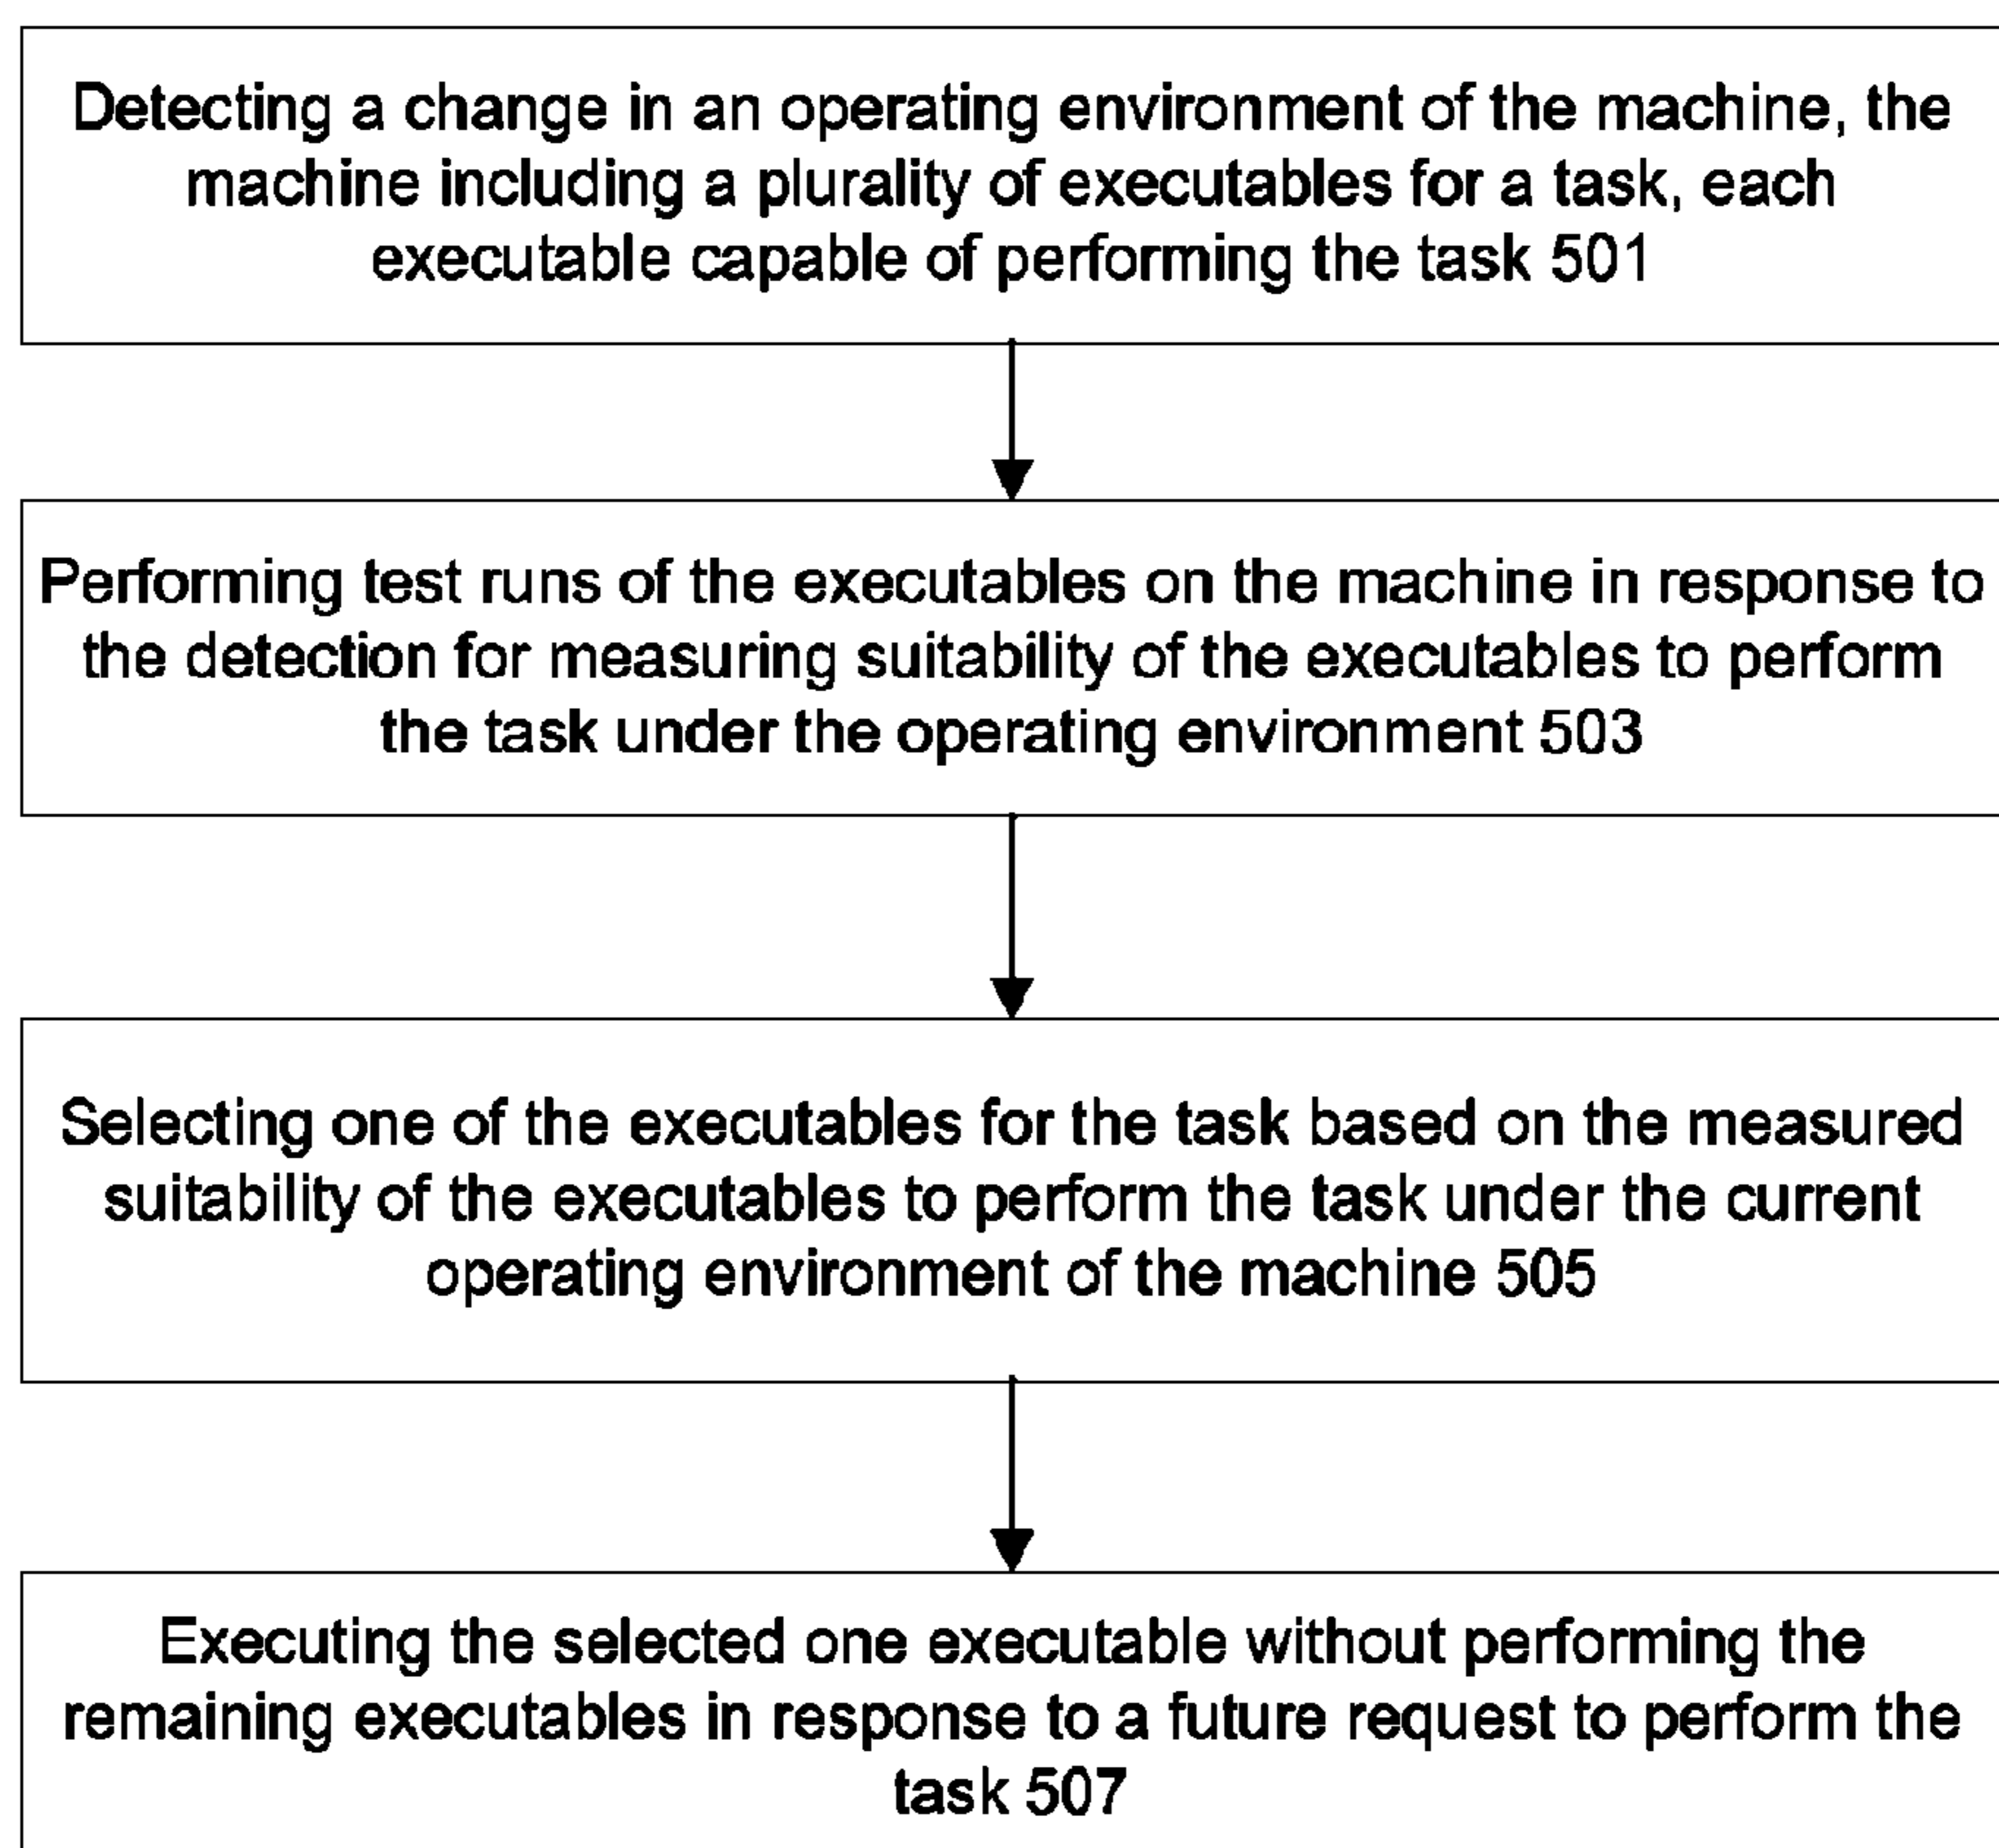 Detecting a change in an operating environment of the machine, the
machine including a plurality of executables for a task, each
executable capable of performing the task 501
Performing test runs of the executables on the machine in response to
the detection for measuring suitability of the executables to perform
the task under the operating environment 503
Selecting one of the executables for the task based on the measured
suitability of the executables to perform the task under the current
operating environment of the machine 505
Executing the selected one executable without performing the
remaining executables in response to a future request to perform the
task 507